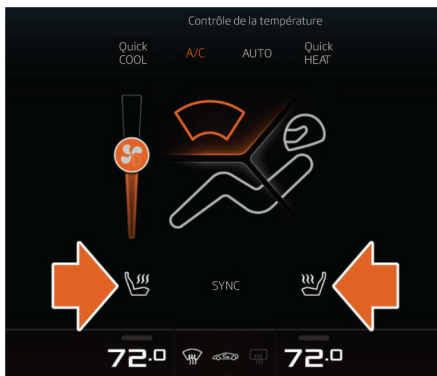 Contrôle de la température
Quick
COOL
A/C
AUTO
Quick
HEAT
SYNC
72.0
72.0